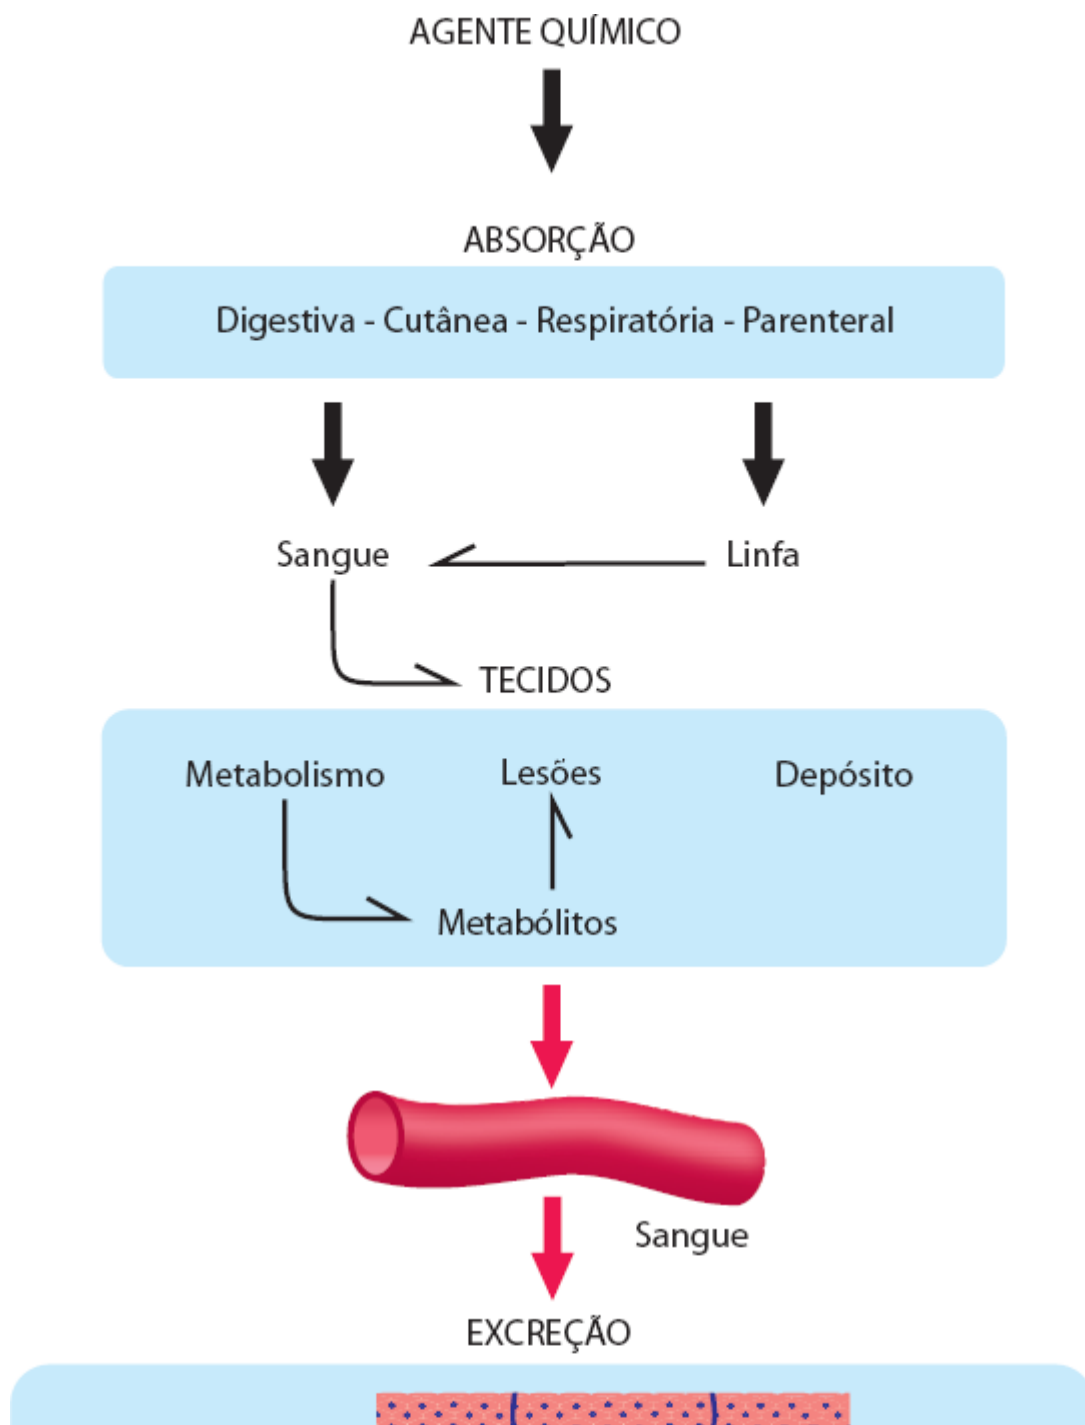 AGENTE QUÍMICO
ABSORÇÃO
Digestiva - Cutânea - Respiratória - Parenteral
Sangue
Linfa
TECIDOS
Metabolismo
Lesões
Depósito
Metabólitos
Sangue
EXCREÇÃO